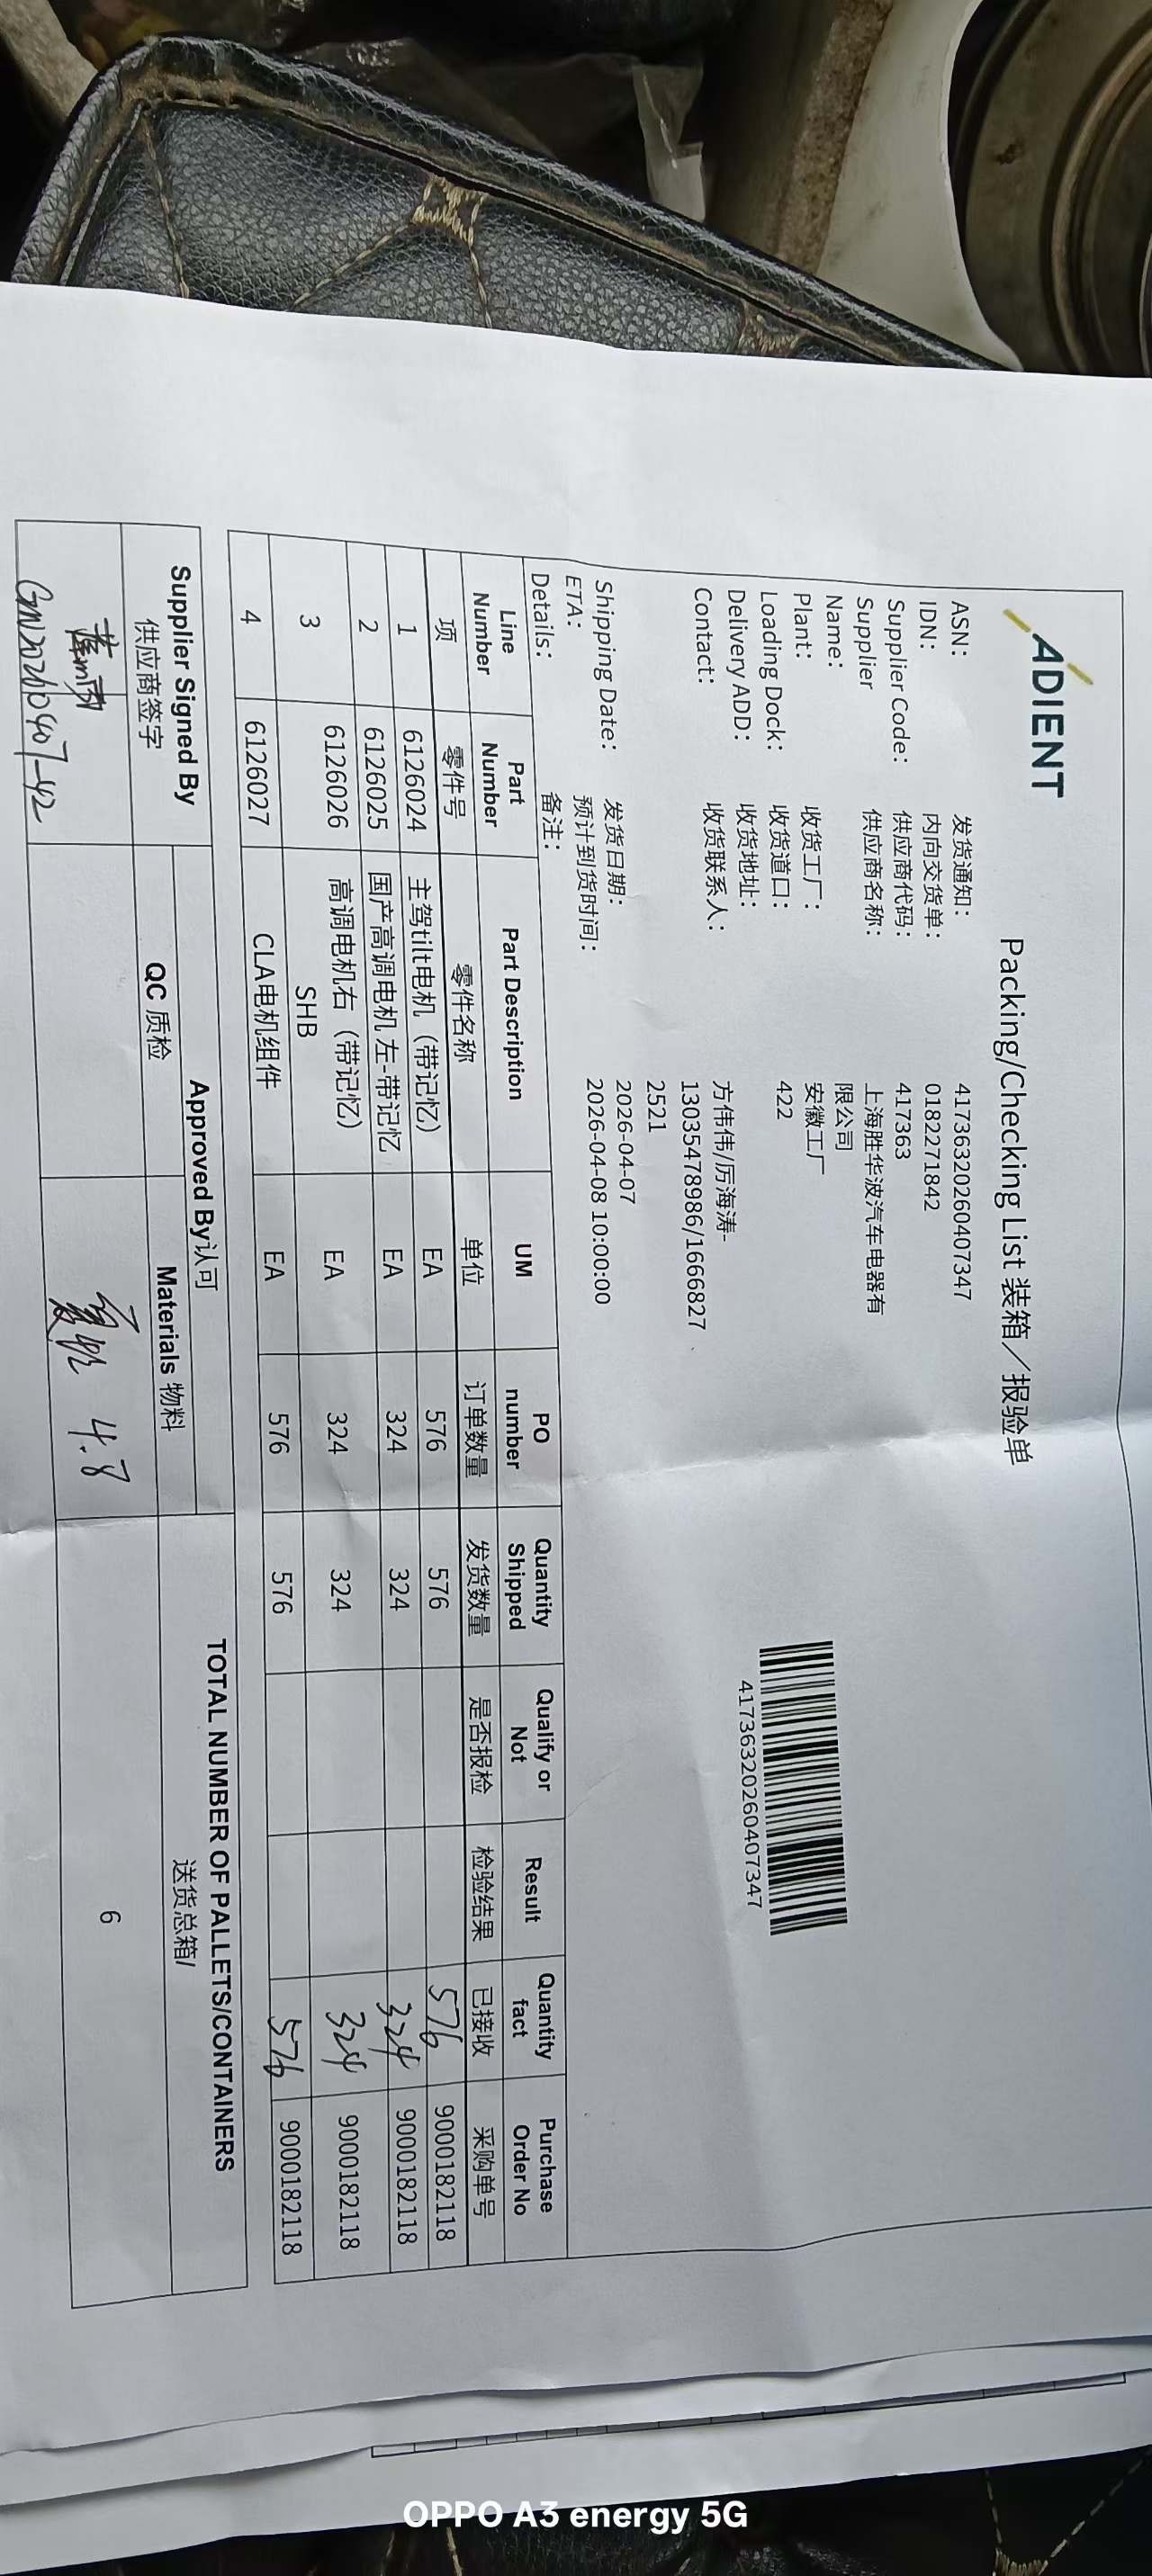 ADIENT
Packing/Checking List 装箱／报验单
ASN： 发货通知： 41736320260407347
IDN： 内向交货单： 0182271842
Supplier Code： 供应商代码： 417363
Supplier Name： 供应商名称： 上海胜华波汽车电器有
限公司
Plant： 收货工厂： 安徽工厂
Loading Dock： 收货道口： 422
Delivery ADD： 收货地址：
Contact： 收货联系人： 方伟伟/厉海涛-
13035478986/1666827
2521
Shipping Date： 发货日期： 2026-04-07
ETA： 预计到货时间： 2026-04-08 10:00:00
Details： 备注：
41736320260407347
Line Number Part Number Part Description UM PO number Quantity Shipped Qualify or Not Result Quantity fact Purchase Order No
项 零件号 零件名称 单位 订单数量 发货数量 是否报检 检验结果 已接收 采购单号
1 6126024 主驾tilt电机（带记忆） EA 576 576 576 9000182118
2 6126025 国产高调电机 左-带记忆 EA 324 324 324 9000182118
3 6126026 高调电机右（带记忆） EA 324 324 324 9000182118
SHB
4 6126027 CLA电机组件 EA 576 576 576 9000182118
Supplier Signed By Approved By认可 TOTAL NUMBER OF PALLETS/CONTAINERS
供应商签字 QC 质检 Materials 物料 送货总箱/
4.8 6
OPPO A3 energy 5G